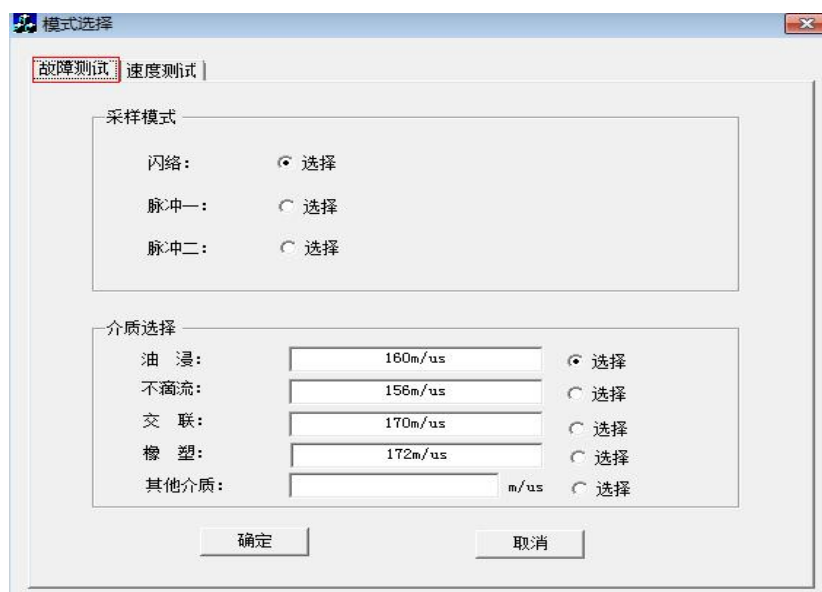 模式选择
故障测试 速度测试
采样模式
闪络： 选择
脉冲一： 选择
脉冲二： 选择
介质选择
油 浸： 160m/us 选择
不滴流： 156m/us 选择
交 联： 170m/us 选择
橡 塑： 172m/us 选择
其他介质： m/us 选择
确定 取消